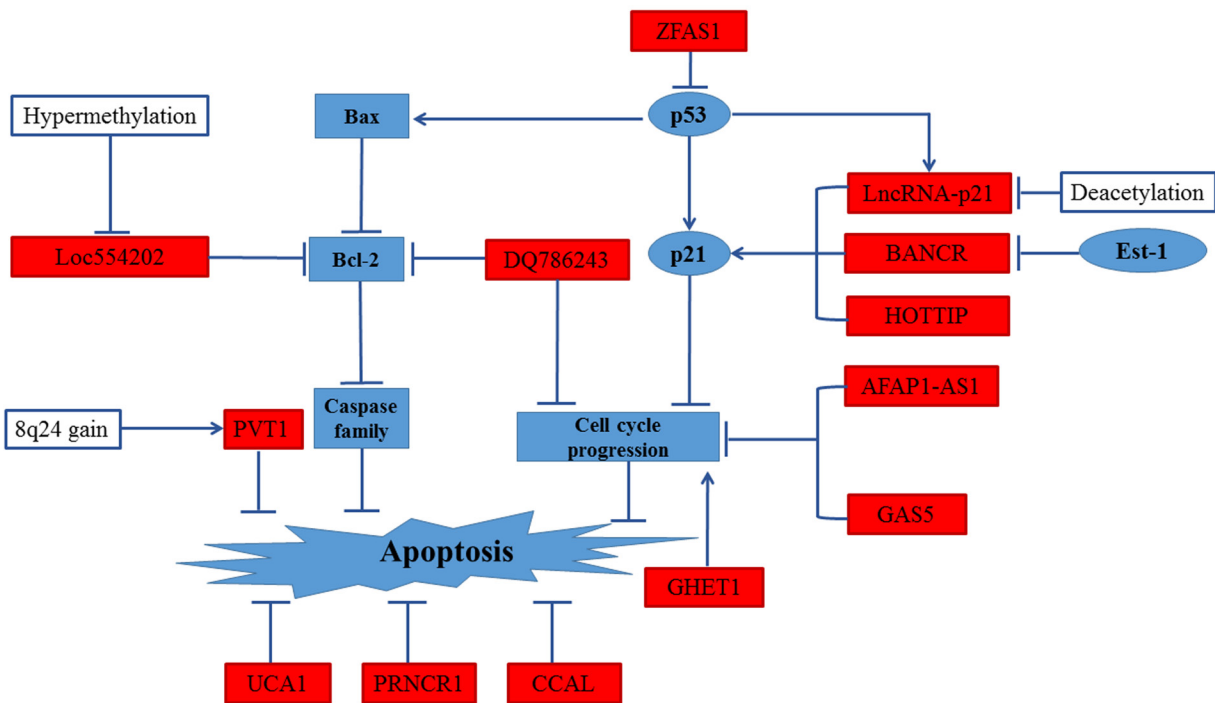 ZFAS1
Hypermethylation
Bax
p53
LncRNA-p21
Deacetylation
Loc554202
Bcl-2
DQ786243
p21
BANCR
Est-1
HOTTIP
AFAP1-AS1
8q24 gain
PVT1
Caspase
family
Cell cycle
progression
GAS5
Apoptosis
GHET1
UCA1
PRNCR1
CCAL